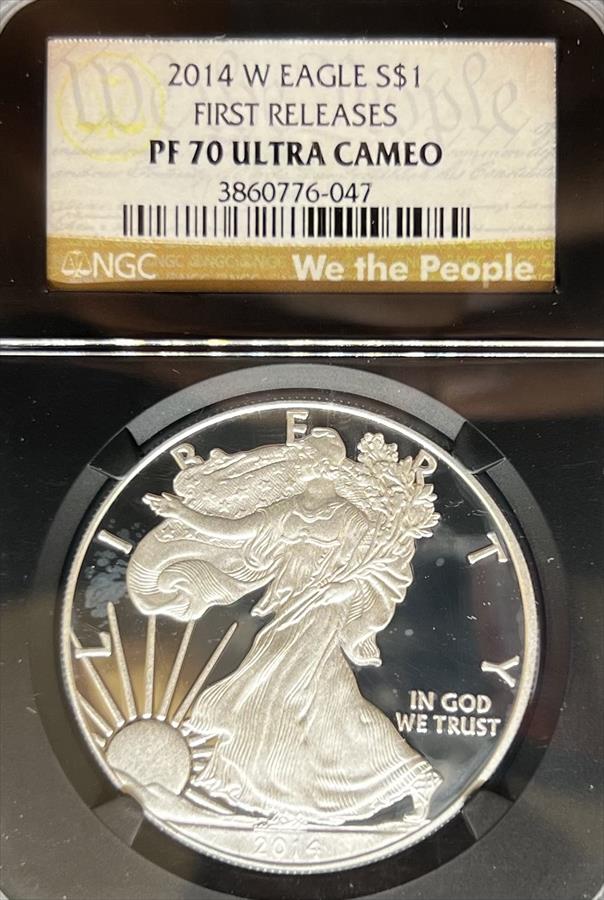 2014 W EAGLE S$1
FIRST RELEASES
PF 70 ULTRA CAMEO
3860776-047
NGC
We the People
LIBERTY
IN GOD
WE TRUST
2014